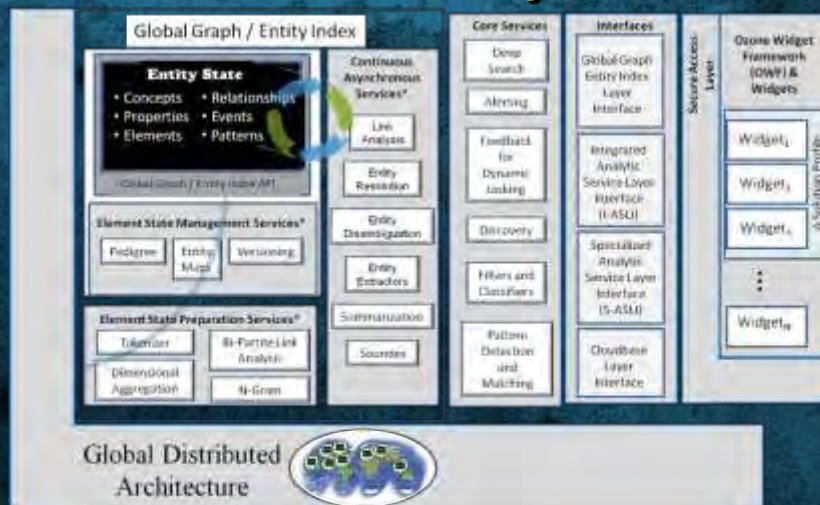 Global Graph / Entity Index
Entity State
• Concepts
• Properties
• Elements
• Relationships
• Events
• Patterns
Global Graph / Entity Index API
Element State Management Services*
Pedigree
Entity
Maps
Versioning
Element State Preparation Services*
Tokenizer
Bi-Partite Link
Analysis
Dimensional
Aggregation
N-Gram
Continuous
Asynchronous
Services*
Link
Analysis
Entity
Resolution
Entity
Disambiguation
Entity
Extractors
Summarization
Soundex
Core Services
Deep
Search
Alerting
Feedback
for
Dynamic
Tasking
Discovery
Filters and
Classifiers
Pattern
Detection
and
Matching
Interfaces
Global Graph
Entity Index
Layer
Interface
Integrated
Analytic
Service Layer
Interface
(I-ASLI)
Specialized
Analytic
Service Layer
Interface
(S-ASLI)
Cloudbase
Layer
Interface
Secure Access
Layer
Ozone Widget
Framework
(OWF) &
Widgets
Widget
Widget
Widget
Widget
A Solution Profile
Global Distributed
Architecture